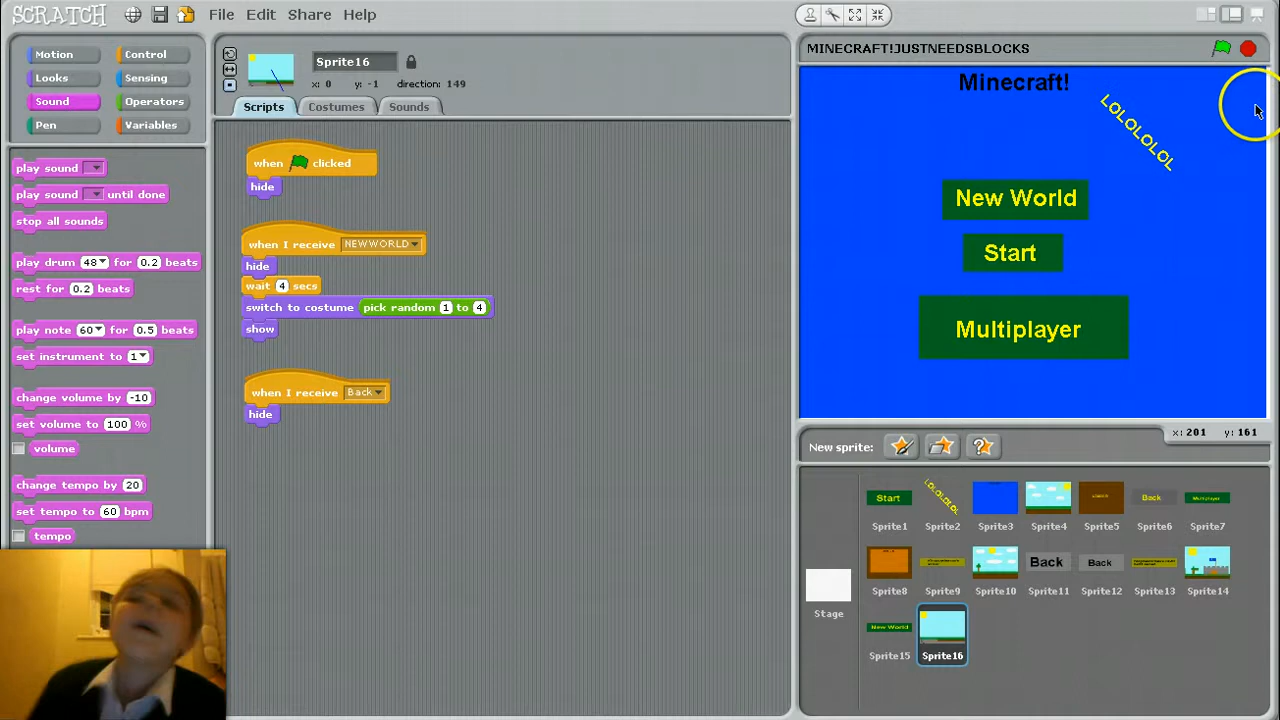 SCRATCH File Edit Share Help
Motion Control
Looks Sensing
Sound Operators
Pen Variables
play sound
play sound until done
stop all sounds
play drum 48 for 0.2 beats
rest for 0.2 beats
play note 60 for 0.5 beats
set instrument to 1
change volume by -10
set volume to 100 %
volume
change tempo by 20
set tempo to 60 bpm
tempo
Sprite16
x: 0 y: -1 direction: 149
Scripts Costumes Sounds
when clicked
hide
when I receive NEWWORLD
hide
wait 4 secs
switch to costume pick random 1 to 4
show
when I receive Back
hide
MINECRAFT!JUSTNEEDSBLOCKS
Minecraft!
LOLOLOLOL
New World
Start
Multiplayer
x: 201 y: 161
New sprite:
Stage
Start LOLOLOLOL Back Multiplayer
Sprite1 Sprite2 Sprite3 Sprite4 Sprite5 Sprite6 Sprite7
Back Back
Sprite8 Sprite9 Sprite10 Sprite11 Sprite12 Sprite13 Sprite14
New World
Sprite15 Sprite16